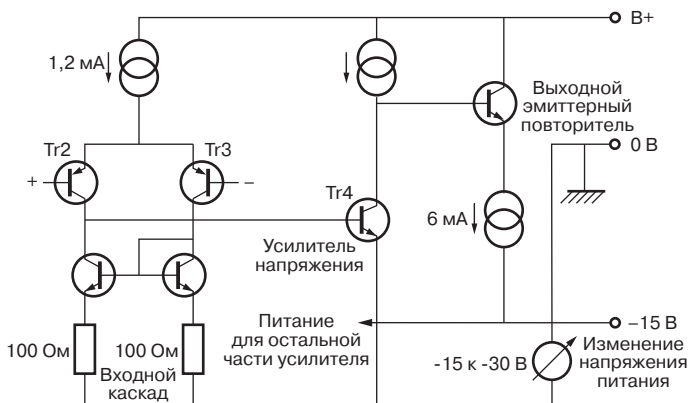 B+
1,2 мА
Выходной
эмиттерный
повторитель
Tr2
Tr3
0 В
+
–
Tr4
6 мА
Усилитель
напряжения
–15 В
Питание
для остальной
части усилителя
100 Ом
100 Ом
Входной
каскад
-15 к -30 В
Изменение
напряжения
питания